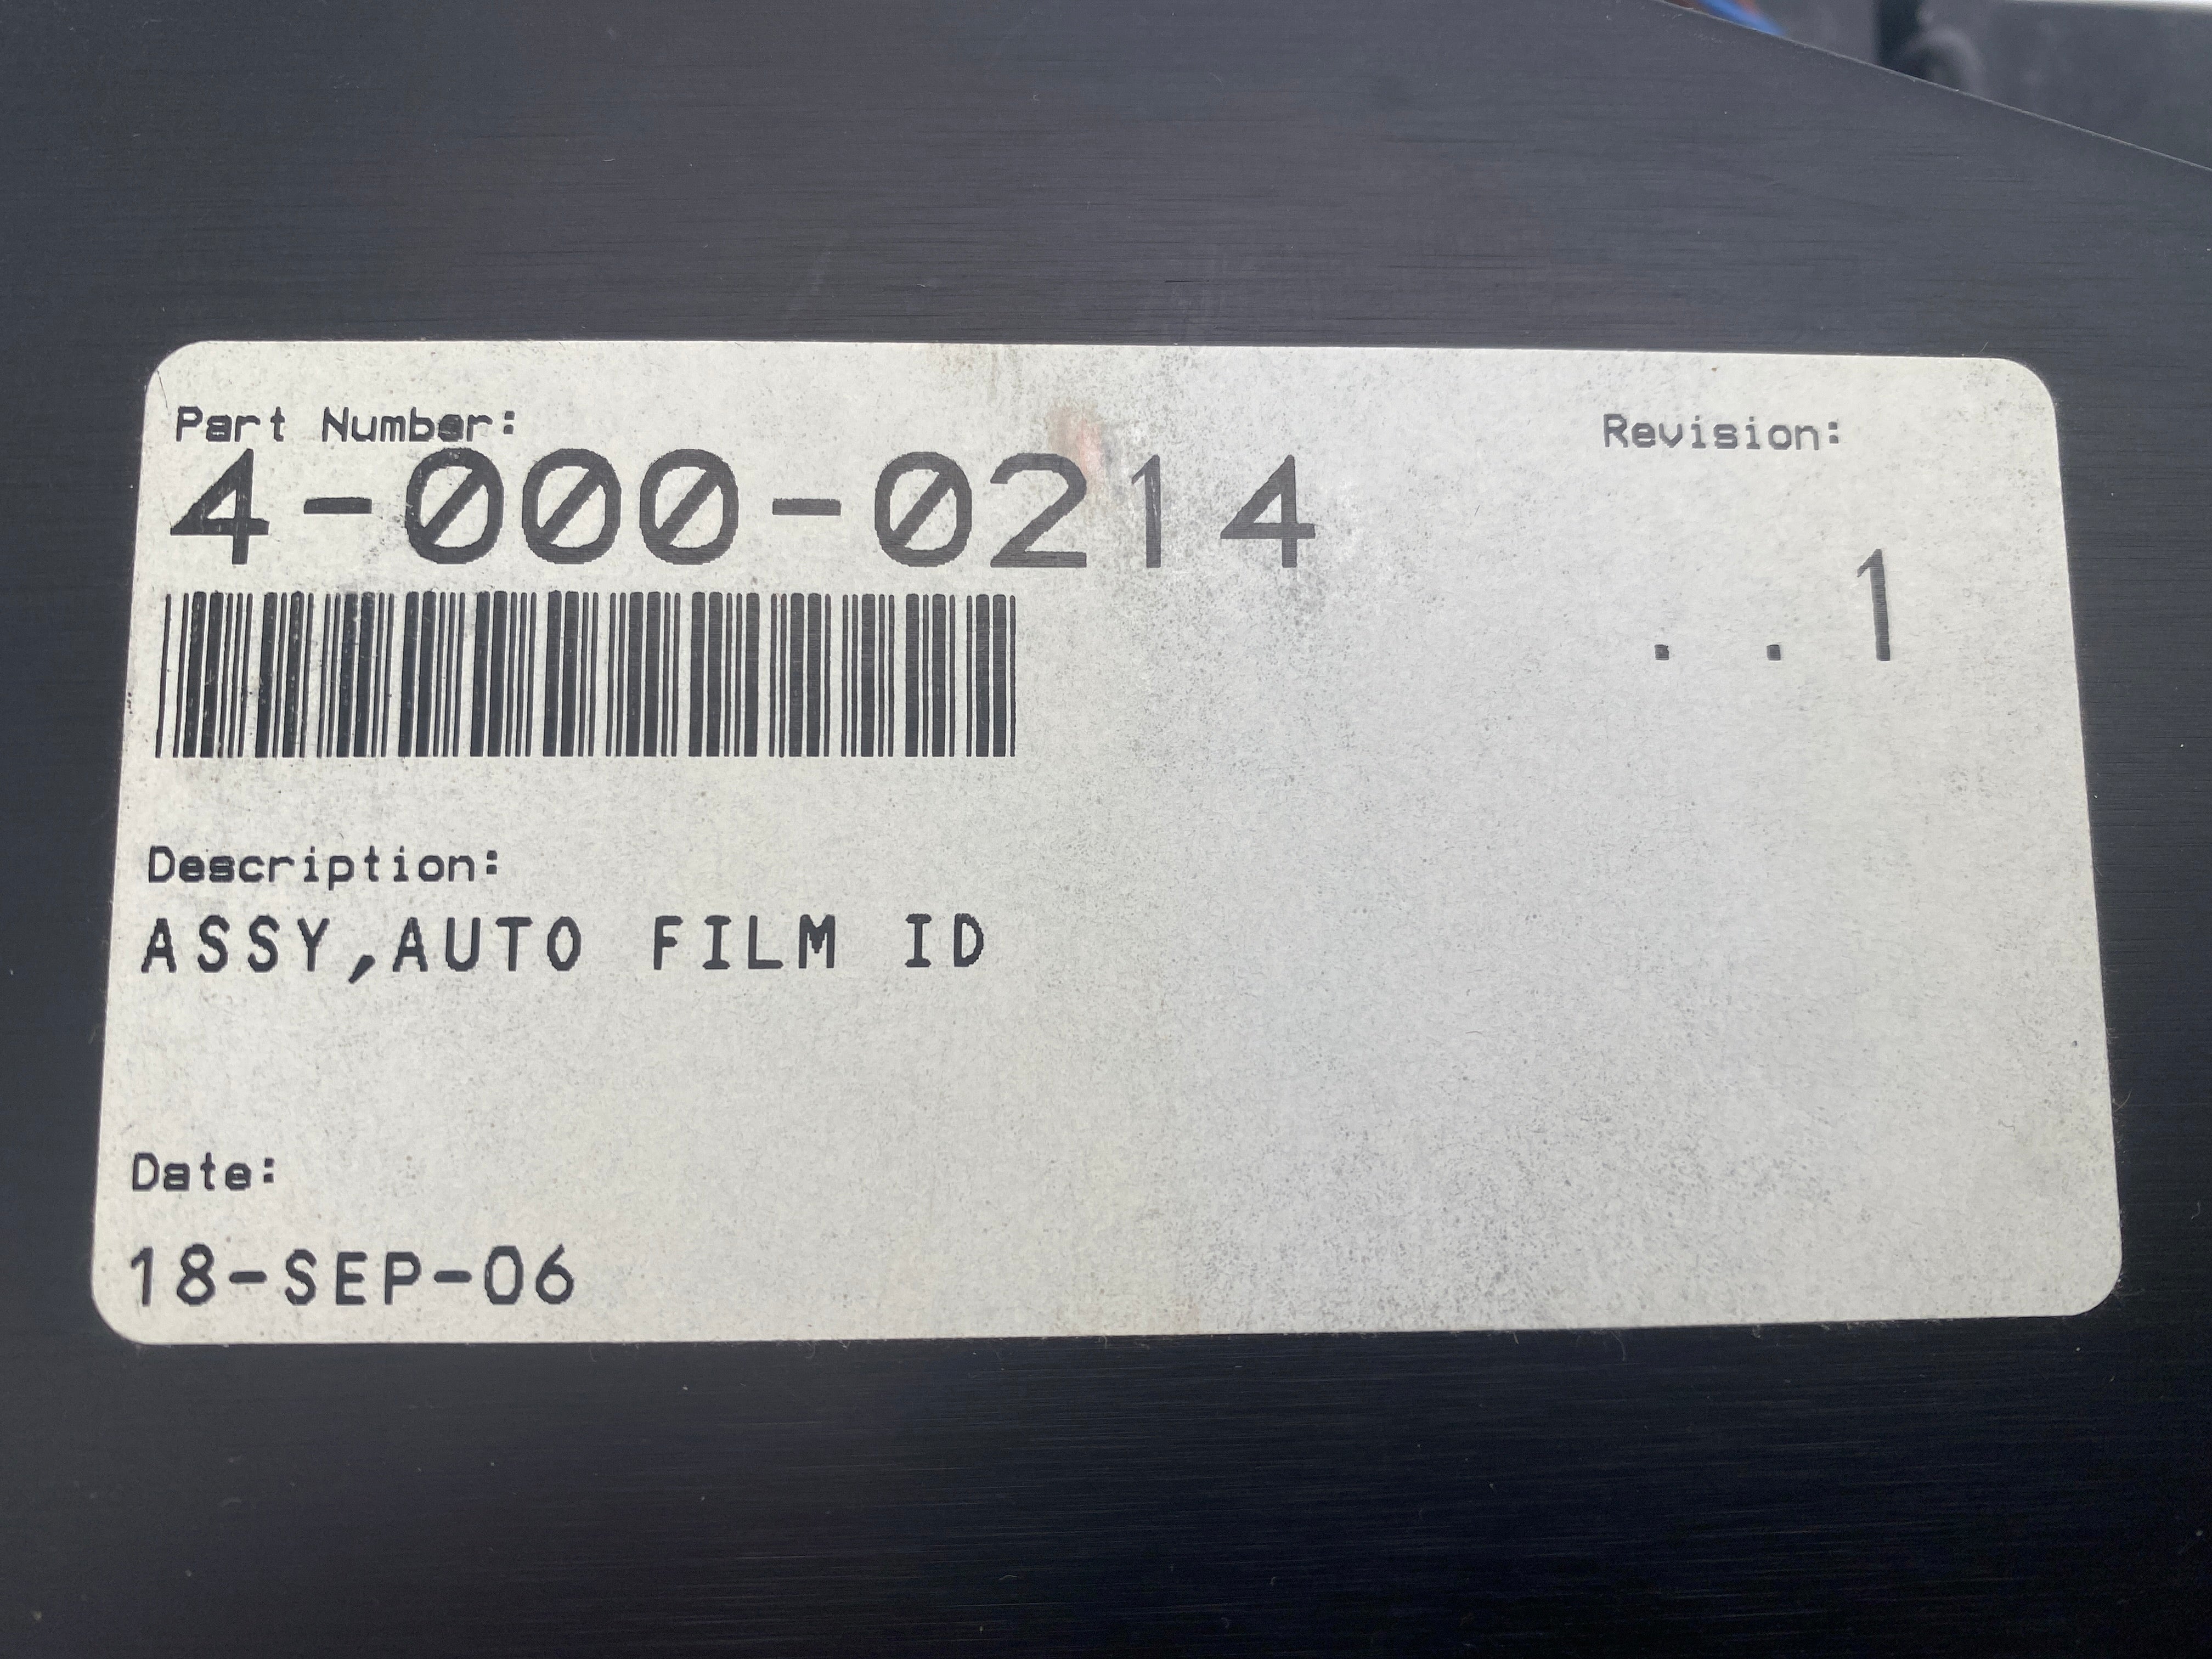 Part Number:
4-000-0214
Revision:
..1
Description:
ASSY,AUTO FILM ID
Date:
18-SEP-06